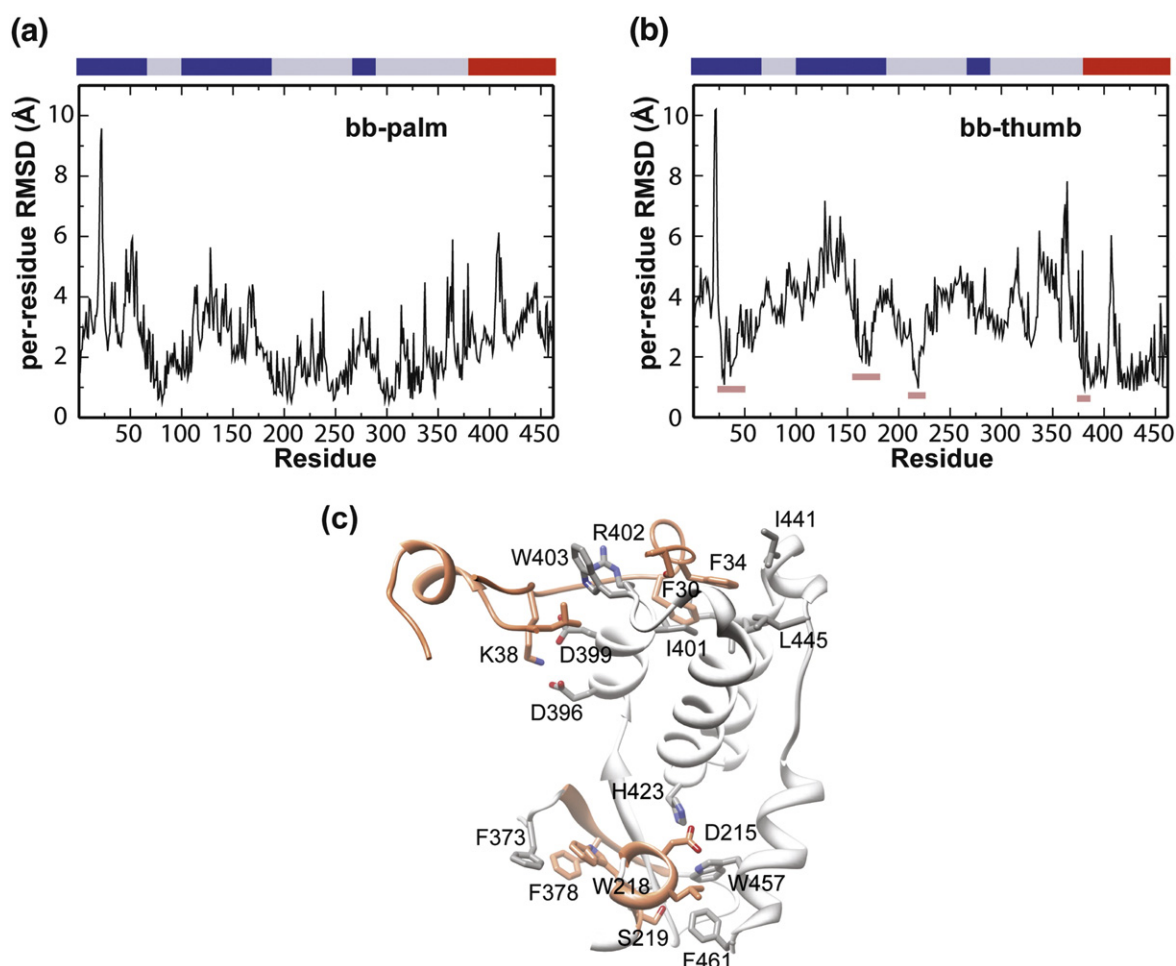 (a)
per-residue RMSD (Å)
10
8
6
4
2
0
bb-palm
50 100 150 200 250 300 350 400 450
Residue
(b)
per-residue RMSD (Å)
10
8
6
4
2
0
bb-thumb
50 100 150 200 250 300 350 400 450
Residue
(c)
I441
R402
W403
F34
F30
L445
I401
K38
D399
D396
H423
D215
F373
W457
F378
W218
S219
F461